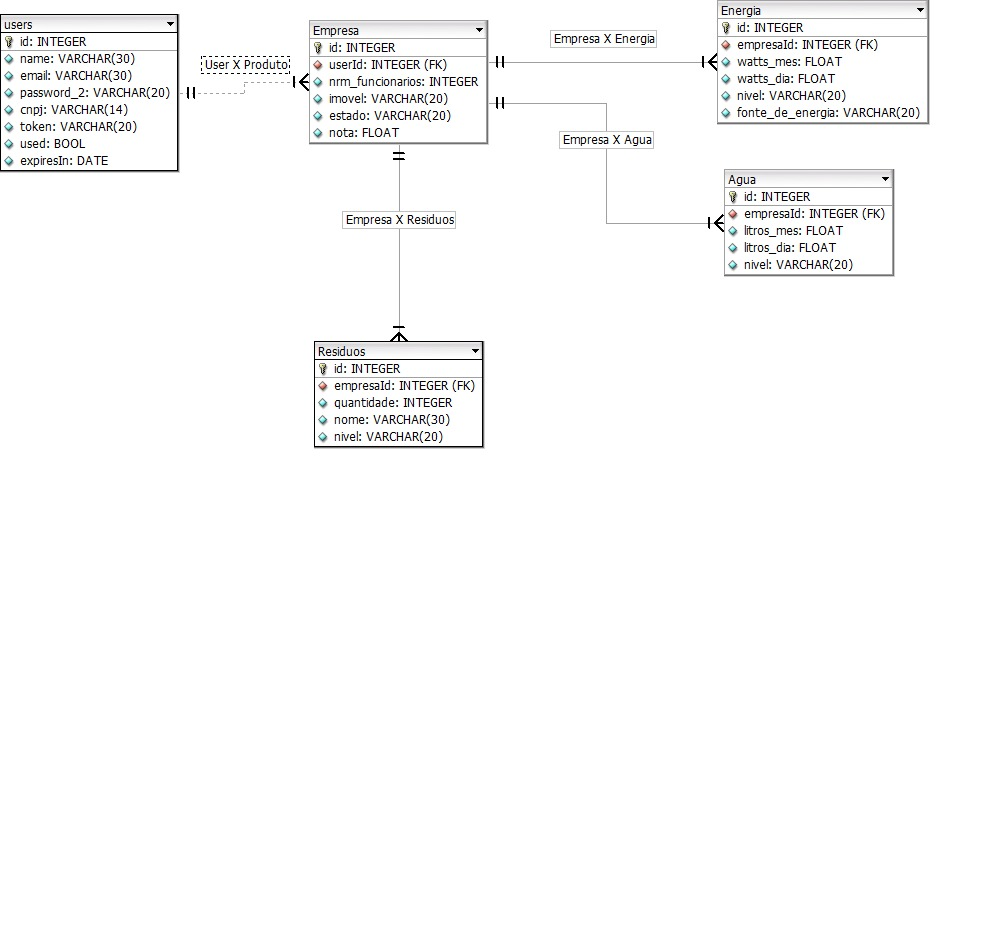 users
id: INTEGER
name: VARCHAR(30)
email: VARCHAR(30)
password_2: VARCHAR(20)
cnpj: VARCHAR(14)
token: VARCHAR(20)
used: BOOL
expiresIn: DATE
User X Produto
Empresa
id: INTEGER
userId: INTEGER (FK)
nrm_funcionarios: INTEGER
imovel: VARCHAR(20)
estado: VARCHAR(20)
nota: FLOAT
Empresa X Energia
Energia
id: INTEGER
empresaId: INTEGER (FK)
watts_mes: FLOAT
watts_dia: FLOAT
nivel: VARCHAR(20)
fonte_de_energia: VARCHAR(20)
Empresa X Agua
Agua
id: INTEGER
empresaId: INTEGER (FK)
litros_mes: FLOAT
litros_dia: FLOAT
nivel: VARCHAR(20)
Empresa X Residuos
Residuos
id: INTEGER
empresaId: INTEGER (FK)
quantidade: INTEGER
nome: VARCHAR(30)
nivel: VARCHAR(20)